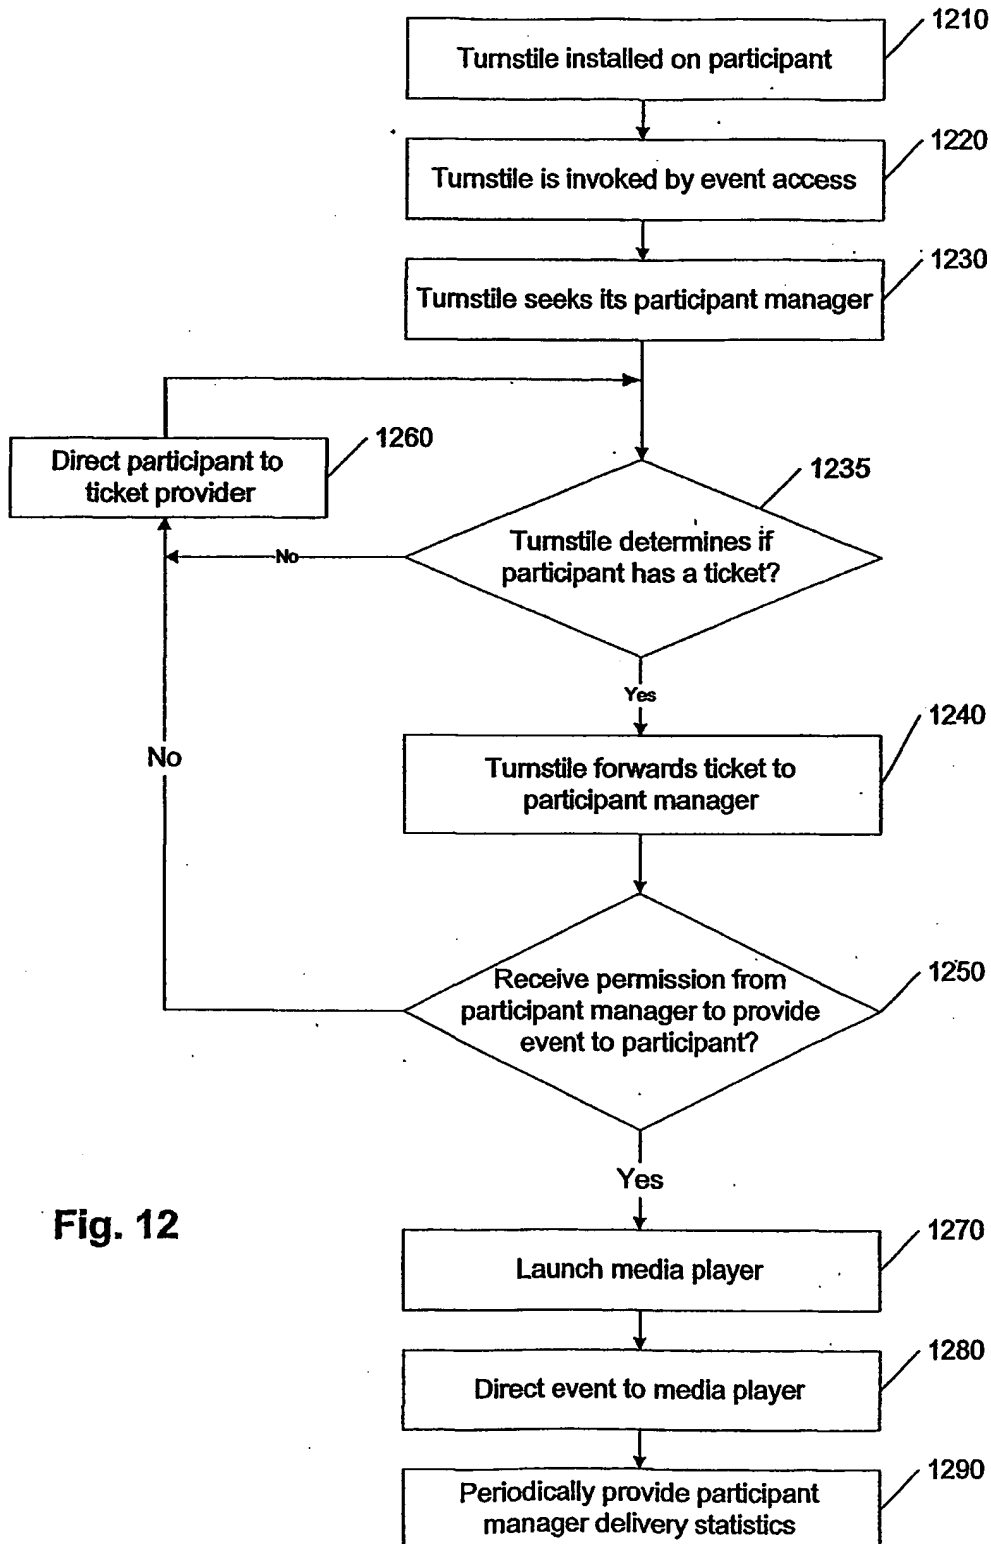 1210
Turnstile installed on participant
1220
Turnstile is invoked by event access
1230
Turnstile seeks its participant manager
1260
Direct participant to
ticket provider
1235
Turnstile determines if
participant has a ticket?
No
Yes
1240
Turnstile forwards ticket to
participant manager
No
1250
Receive permission from
participant manager to provide
event to participant?
Yes
Fig. 12
1270
Launch media player
1280
Direct event to media player
1290
Periodically provide participant
manager delivery statistics